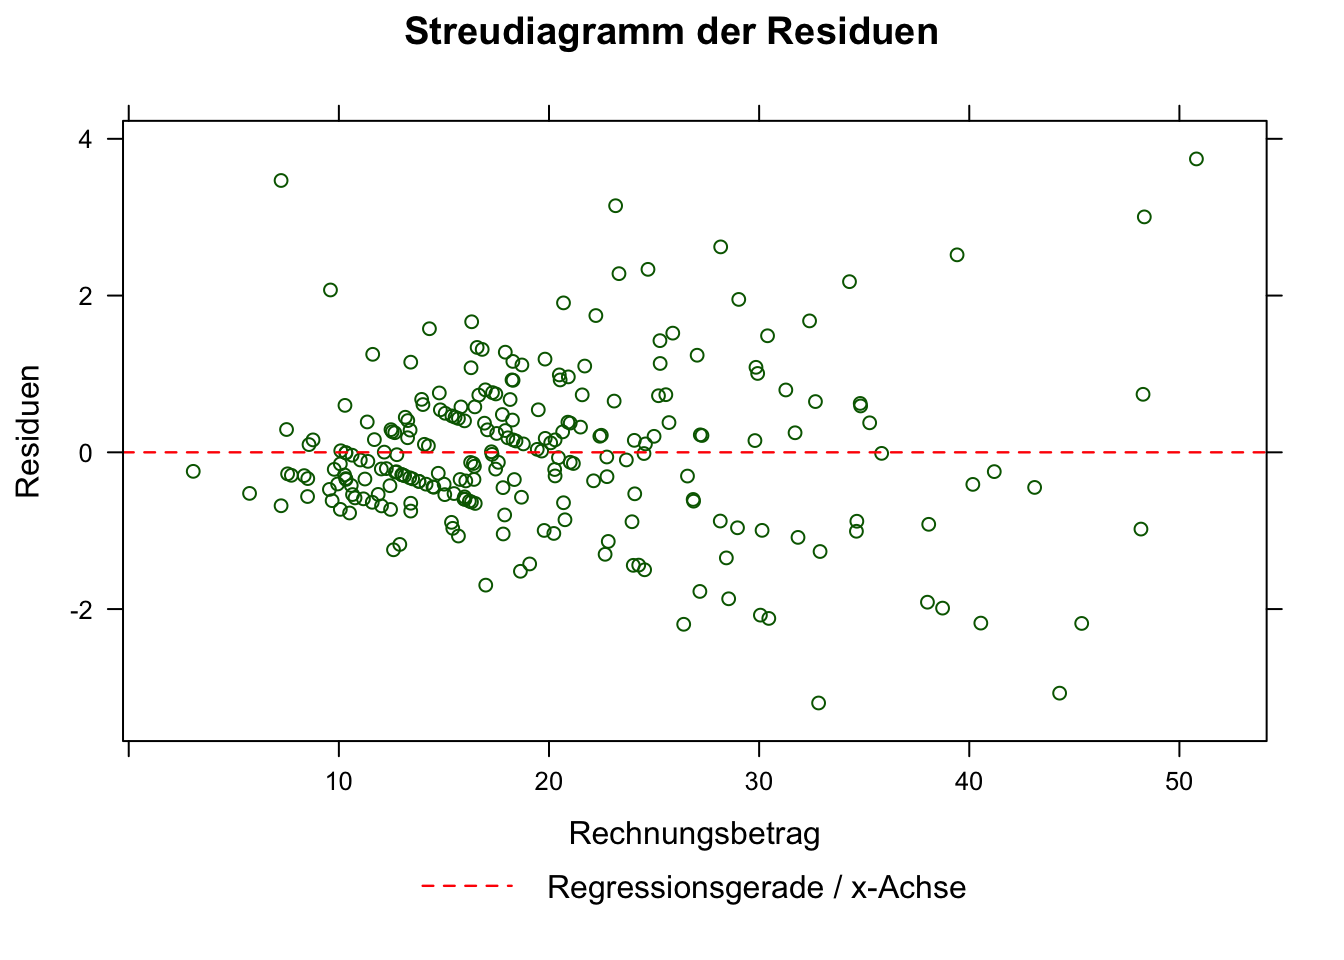 Streudiagramm der Residuen
4
2
0
-2
Residuen
10 20 30 40 50
Rechnungsbetrag
Regressionsgerade / x-Achse